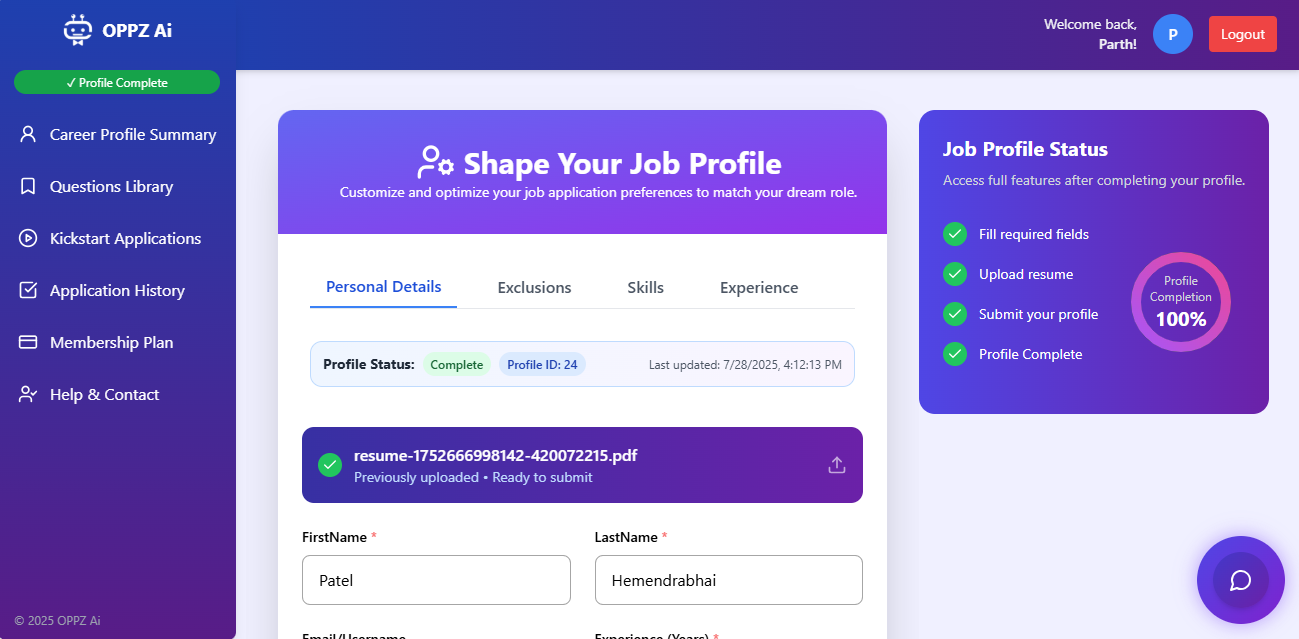 OPPZ Ai
✓ Profile Complete
Career Profile Summary
Questions Library
Kickstart Applications
Application History
Membership Plan
Help & Contact
© 2025 OPPZ Ai
Welcome back,
Parth!
P
Logout
Shape Your Job Profile
Customize and optimize your job application preferences to match your dream role.
Personal Details Exclusions Skills Experience
Profile Status: Complete Profile ID: 24 Last updated: 7/28/2025, 4:12:13 PM
resume-1752666998142-420072215.pdf
Previously uploaded • Ready to submit
FirstName * LastName *
Patel Hemendrabhai
Email/Username Experience (Years) *
Job Profile Status
Access full features after completing your profile.
Fill required fields
Upload resume
Submit your profile
Profile Complete
Profile
Completion
100%